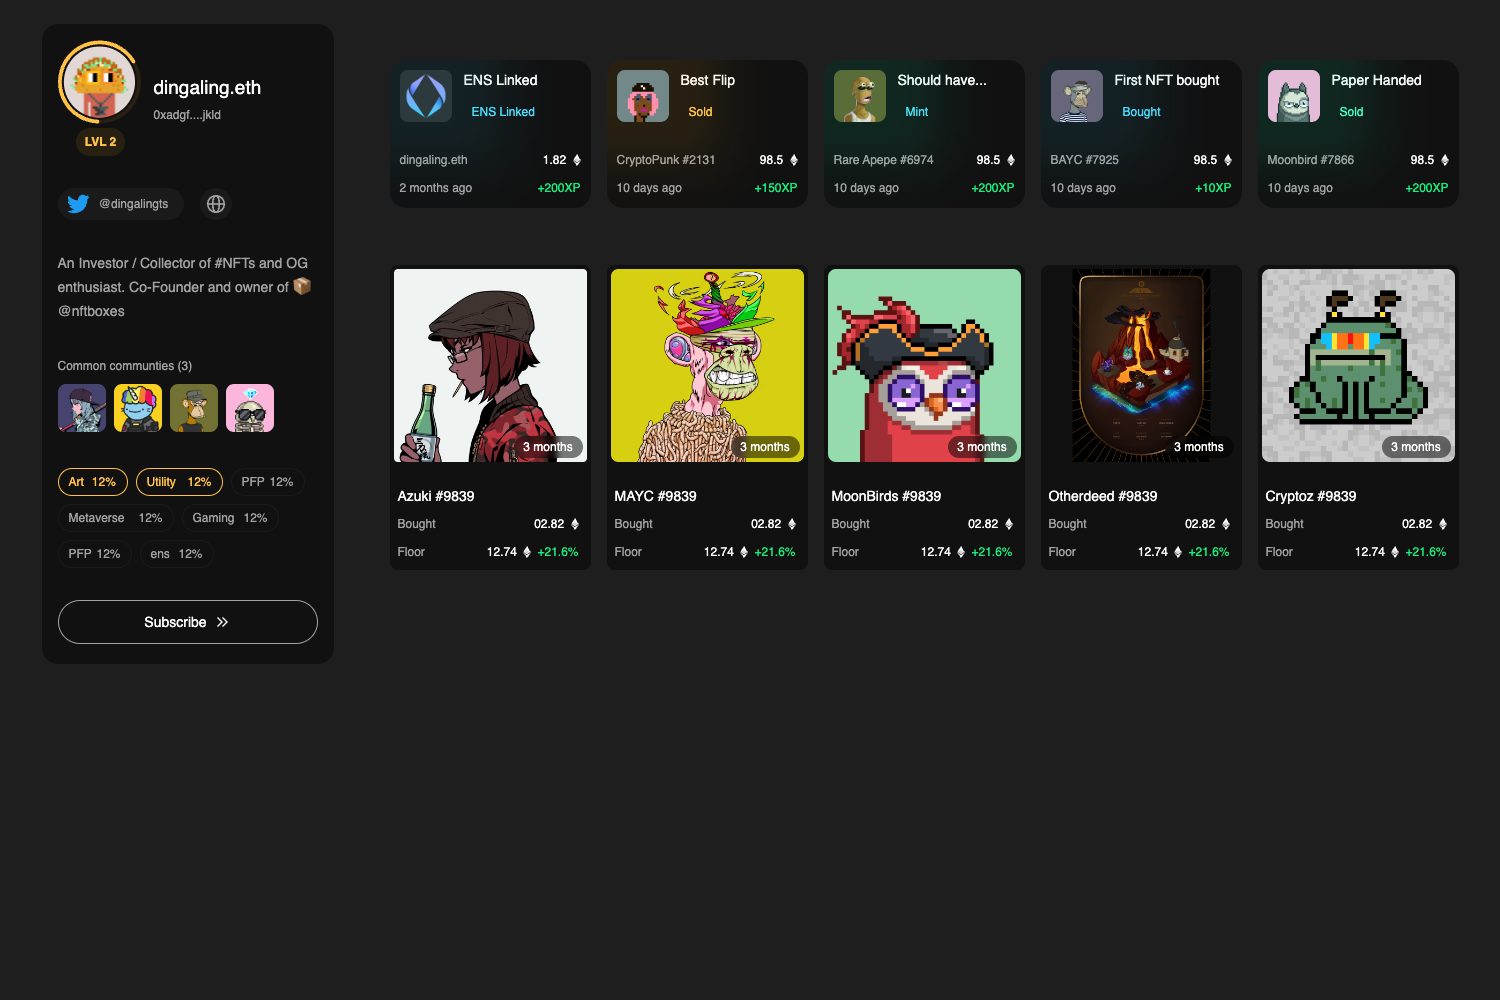 dingaling.eth
0xadgf....jkld
LVL 2
@dingalingts
An Investor / Collector of #NFTs and OG
enthusiast. Co-Founder and owner of 📦
@nftboxes
Common communties (3)
Art 12% Utility 12% PFP 12%
Metaverse 12% Gaming 12%
PFP 12% ens 12%
Subscribe
ENS Linked
ENS Linked
dingaling.eth 1.82
2 months ago +200XP
Best Flip
Sold
CryptoPunk #2131 98.5
10 days ago +150XP
Should have...
Mint
Rare Apepe #6974 98.5
10 days ago +200XP
First NFT bought
Bought
BAYC #7925 98.5
10 days ago +10XP
Paper Handed
Sold
Moonbird #7866 98.5
10 days ago +200XP
3 months
Azuki #9839
Bought 02.82
Floor 12.74 +21.6%
3 months
MAYC #9839
Bought 02.82
Floor 12.74 +21.6%
3 months
MoonBirds #9839
Bought 02.82
Floor 12.74 +21.6%
3 months
Otherdeed #9839
Bought 02.82
Floor 12.74 +21.6%
3 months
Cryptoz #9839
Bought 02.82
Floor 12.74 +21.6%